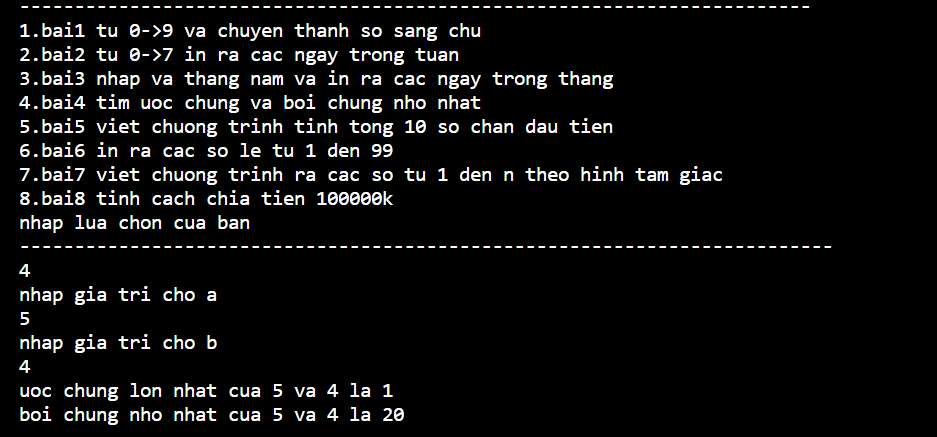 ------------------------------------------------------------------------
1.bai1 tu 0->9 va chuyen thanh so sang chu
2.bai2 tu 0->7 in ra cac ngay trong tuan
3.bai3 nhap va thang nam va in ra cac ngay trong thang
4.bai4 tim uoc chung va boi chung nho nhat
5.bai5 viet chuong trinh tinh tong 10 so chan dau tien
6.bai6 in ra cac so le tu 1 den 99
7.bai7 viet chuong trinh ra cac so tu 1 den n theo hinh tam giac
8.bai8 tinh cach chia tien 100000k
nhap lua chon cua ban
--------------------------------------------------------------------------
4
nhap gia tri cho a
5
nhap gia tri cho b
4
uoc chung lon nhat cua 5 va 4 la 1
boi chung nho nhat cua 5 va 4 la 20